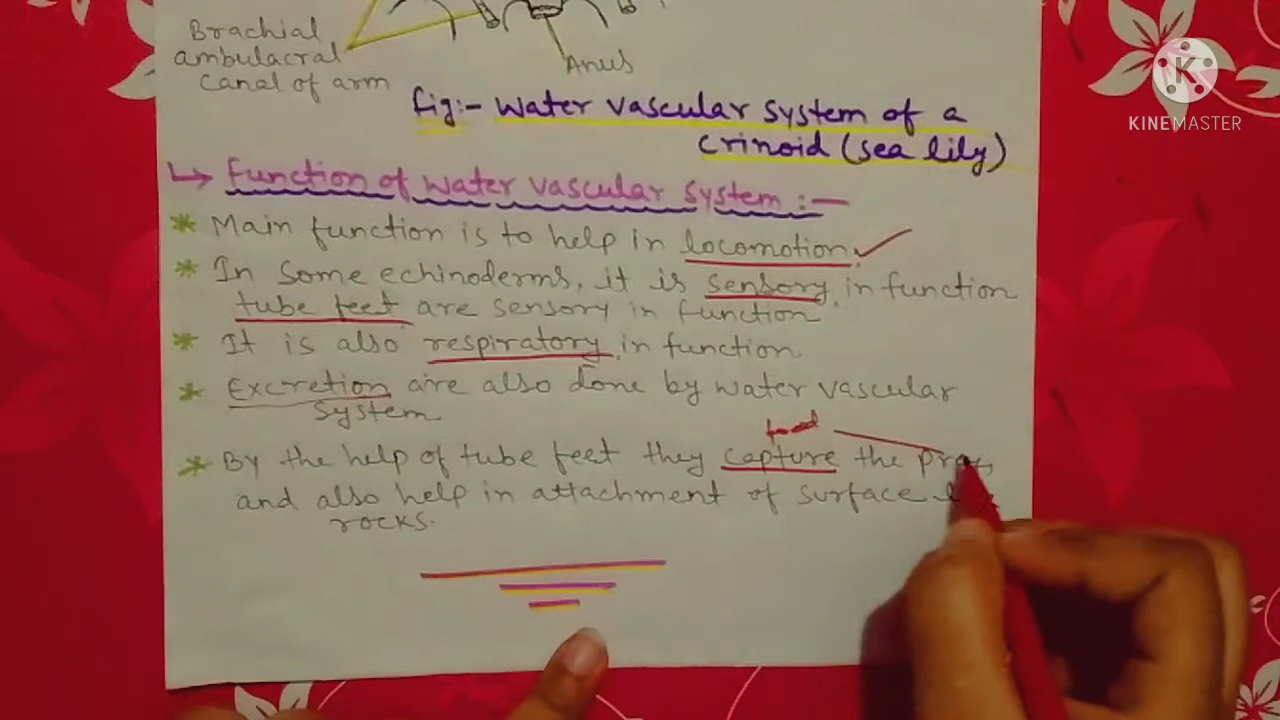 Brachial
ambulacral
canal of arm
Anus
KINEMASTER
fig:- Water vascular system of a
crinoid (sea lily)
↳ Function of water vascular system :—
* Main function is to help in locomotion. ✓
* In some echinoderms, it is sensory in function
tube feet are sensory in function
* It is also respiratory in function.
* Excretion are also done by water vascular
system.
food
* By the help of tube feet they capture the
and also help in attachment of surface
rocks.